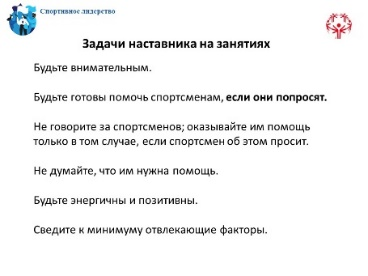 Спортивное лидерство
Задачи наставника на занятиях
Будьте внимательным.
Будьте готовы помочь спортсменам, если они попросят.
Не говорите за спортсменов; оказывайте им помощь
только в том случае, если спортсмен об этом просит.
Не думайте, что им нужна помощь.
Будьте энергичны и позитивны.
Сведите к минимуму отвлекающие факторы.